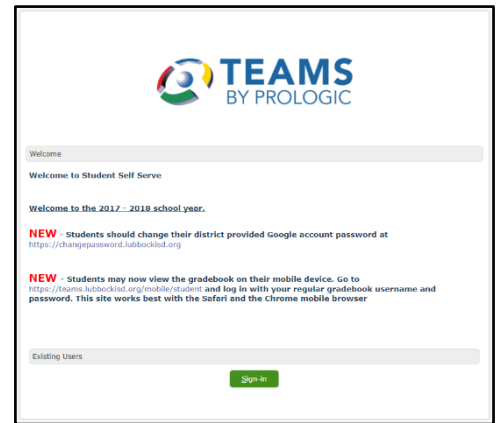 TEAMS
BY PROLOGIC
Welcome
Welcome to Student Self Serve
Welcome to the 2017 - 2018 school year.
NEW - Students should change their district provided Google account password at
https://changepassword.lubbockisd.org
NEW - Students may now view the gradebook on their mobile device. Go to
https://teams.lubbockisd.org/mobile/student and log in with your regular gradebook username and
password. This site works best with the Safari and the Chrome mobile browser
Existing Users
Sign-in